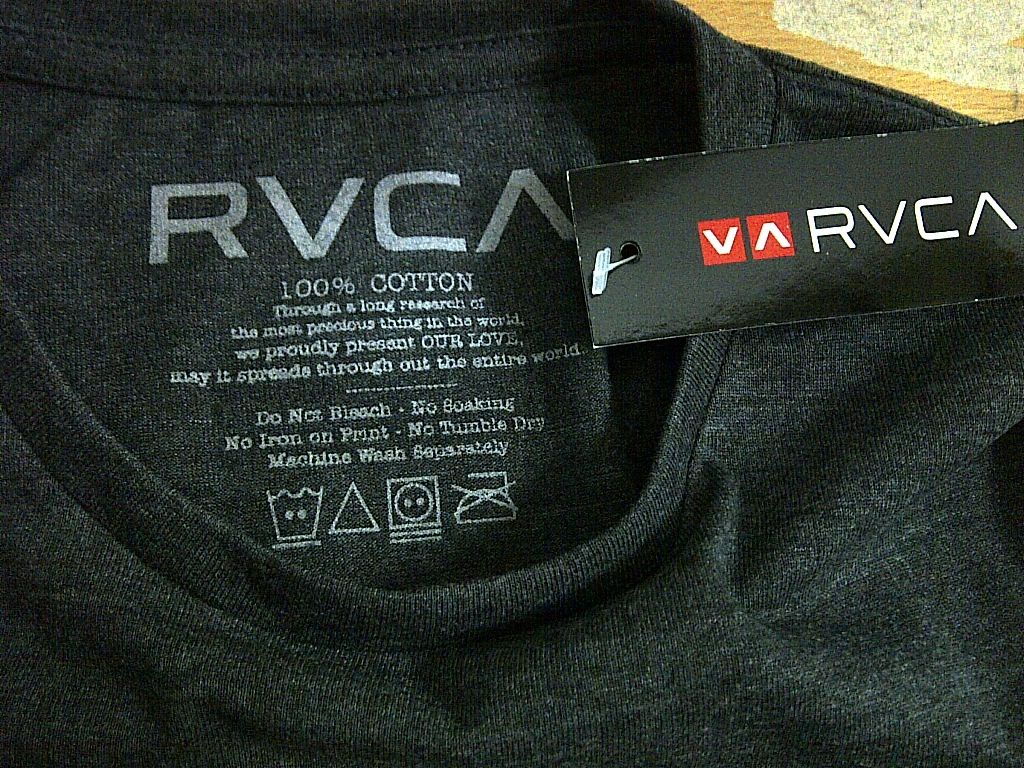 RVCA
100% COTTON
Through a long research of
the most precious thing in the world,
we proudly present OUR LOVE,
may it spreads through out the entire world.
Do Not Bleach - No Soaking
No Iron on Print - No Tumble Dry
Machine Wash Separately
VA RVCA